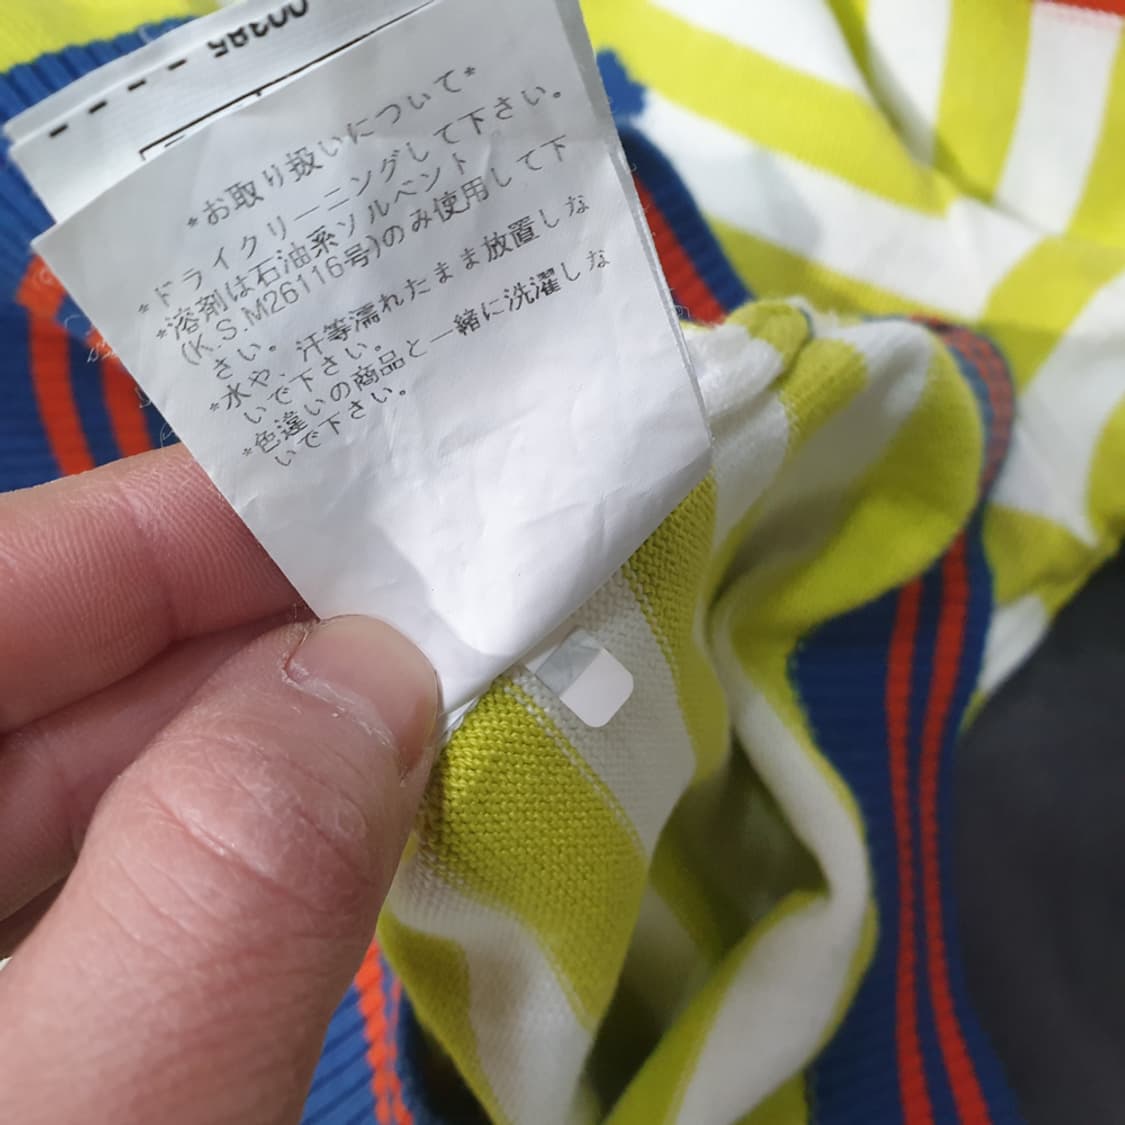 00385
*お取り扱いについて*
*ドライクリーニングして下さい。
*溶剤は石油系ソルベント
(K.S.M26116号)のみ使用して下
さい。
*水や、汗等濡れたまま放置しな
いで下さい。
*色違いの商品と一緒に洗濯しな
いで下さい。